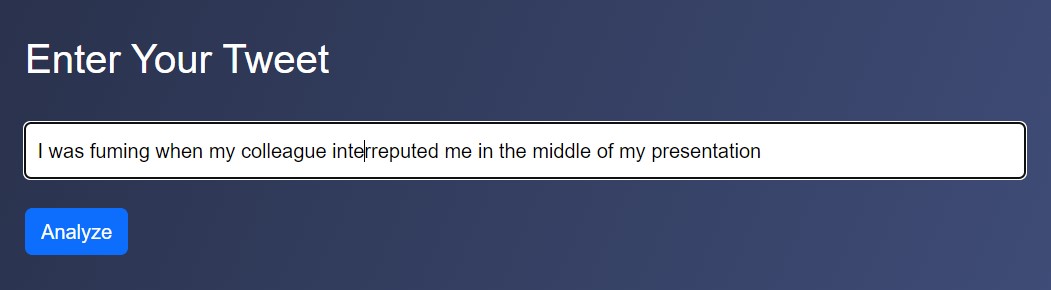 Enter Your Tweet
I was fuming when my colleague interreputed me in the middle of my presentation
Analyze